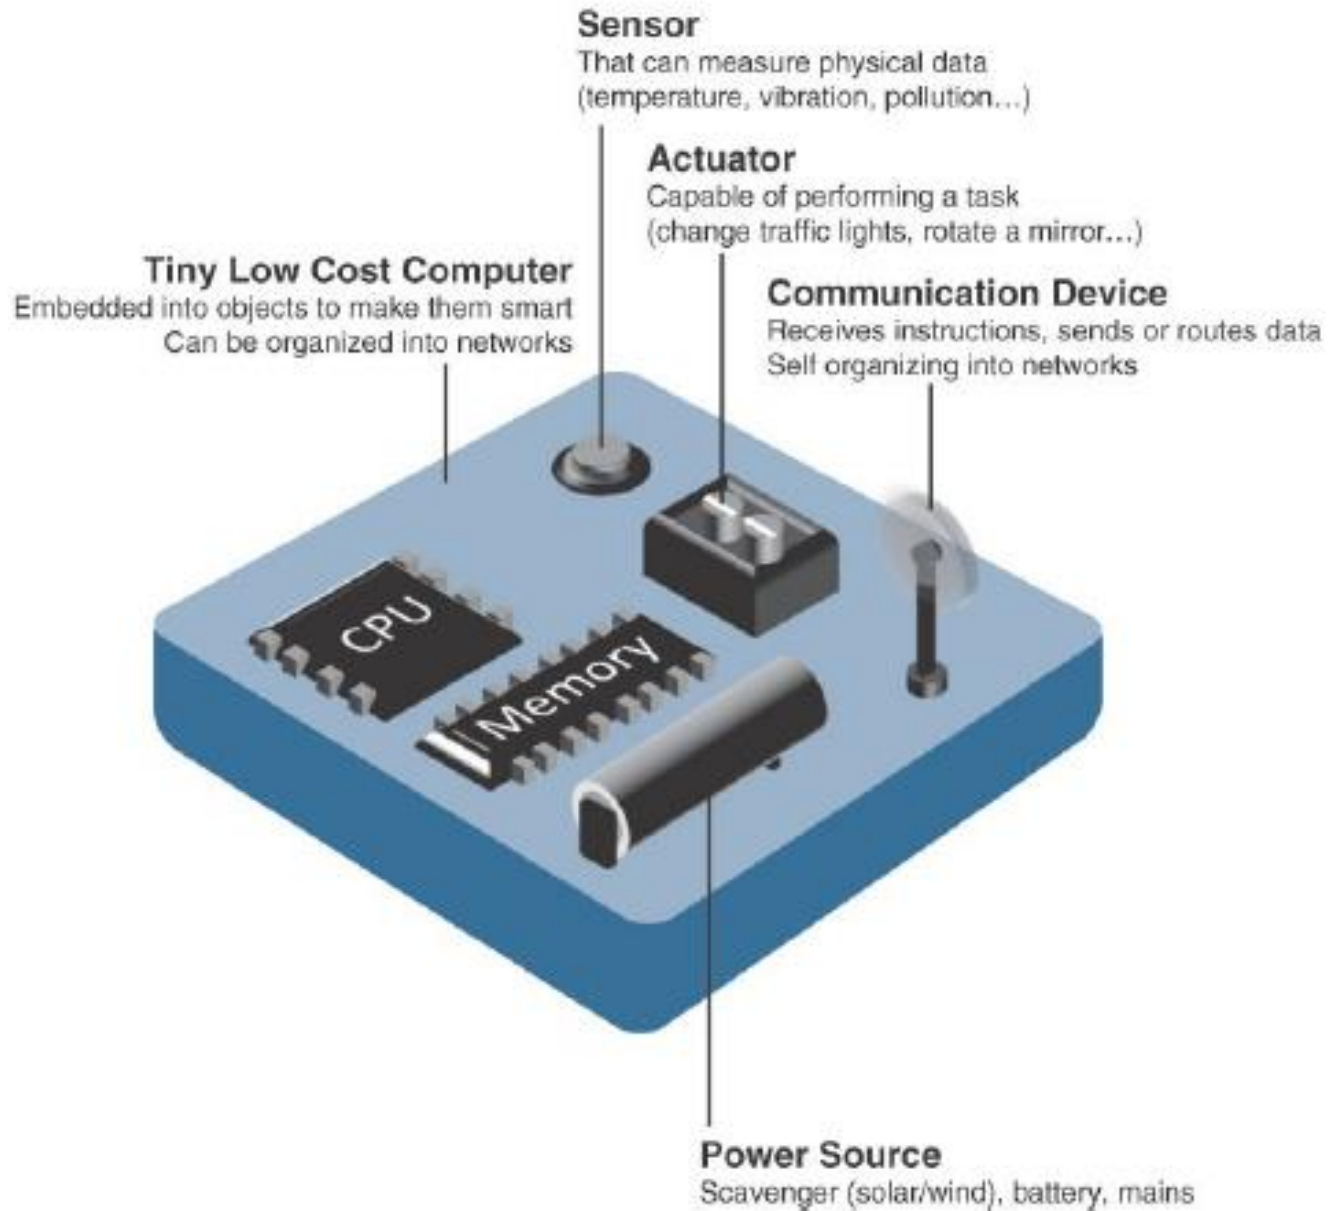 Sensor
That can measure physical data
(temperature, vibration, pollution...)
Actuator
Capable of performing a task
(change traffic lights, rotate a mirror...)
Tiny Low Cost Computer
Embedded into objects to make them smart
Can be organized into networks
Communication Device
Receives instructions, sends or routes data
Self organizing into networks
CPU
Memory
Power Source
Scavenger (solar/wind), battery, mains